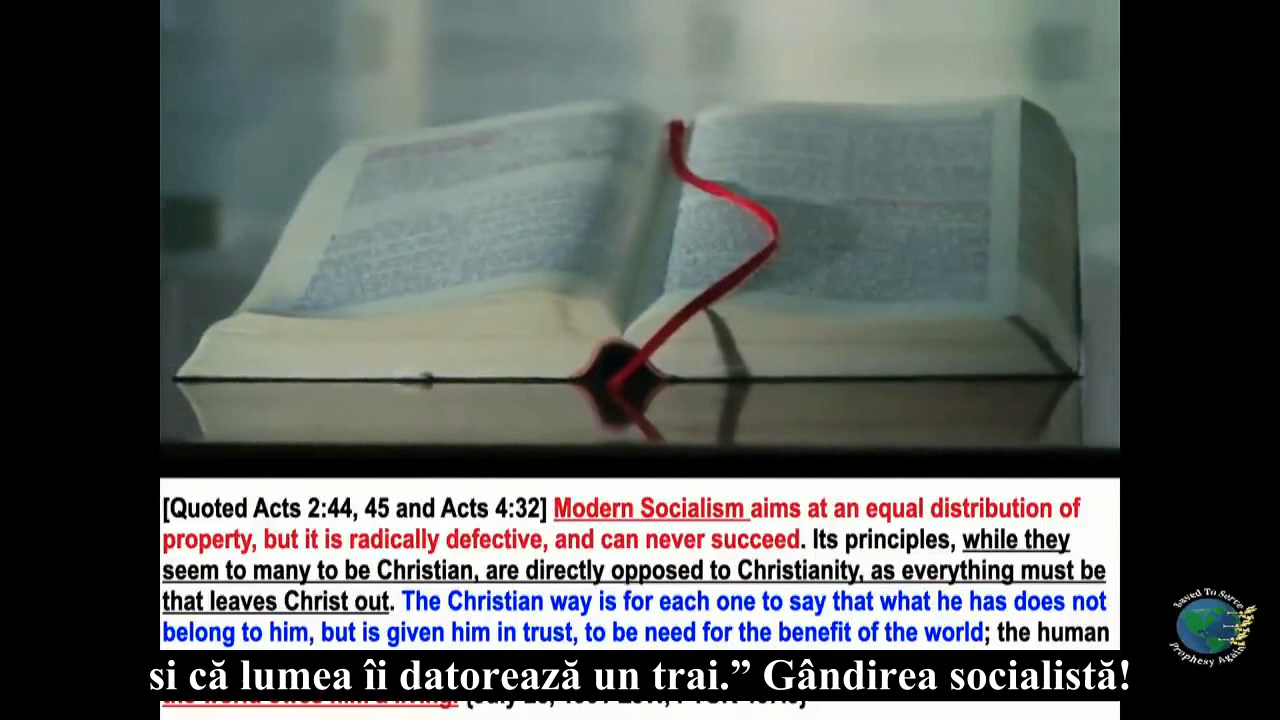 [Quoted Acts 2:44, 45 and Acts 4:32] Modern Socialism aims at an equal distribution of
property, but it is radically defective, and can never succeed. Its principles, while they
seem to many to be Christian, are directly opposed to Christianity, as everything must be
that leaves Christ out. The Christian way is for each one to say that what he has does not
belong to him, but is given him in trust, to be need for the benefit of the world; the human
si că lumea îi datorează un trai.” Gândirea socialistă!
Prophesy Again